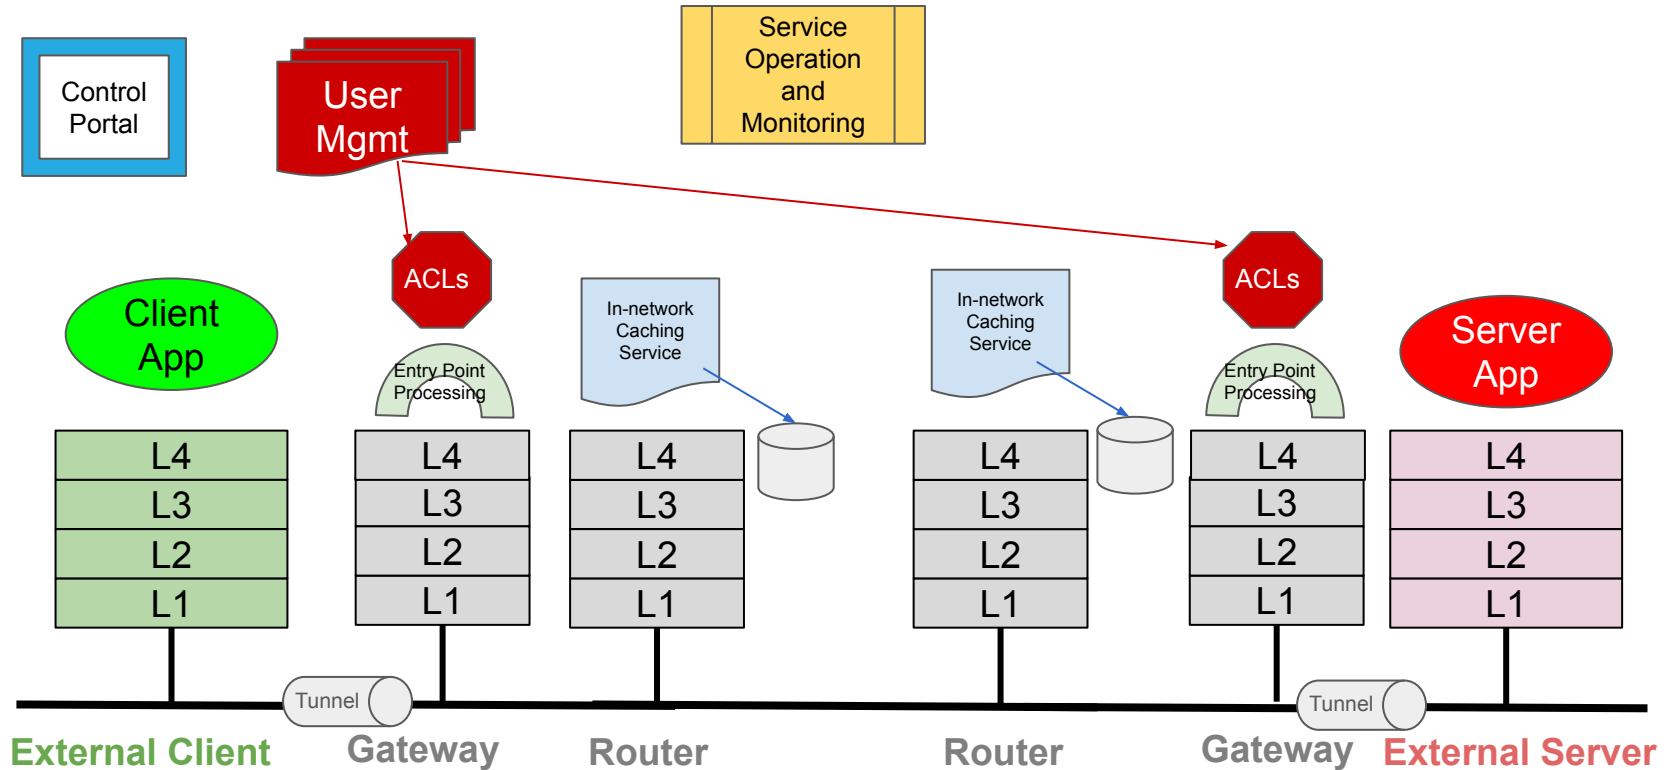 Control
Portal
User
Mgmt
Service
Operation
and
Monitoring
Client
App
ACLs
Entry Point
Processing
In-network
Caching
Service
In-network
Caching
Service
ACLs
Entry Point
Processing
Server
App
L4
L3
L2
L1
L4
L3
L2
L1
L4
L3
L2
L1
L4
L3
L2
L1
L4
L3
L2
L1
L4
L3
L2
L1
Tunnel
Tunnel
External Client
Gateway
Router
Router
Gateway
External Server